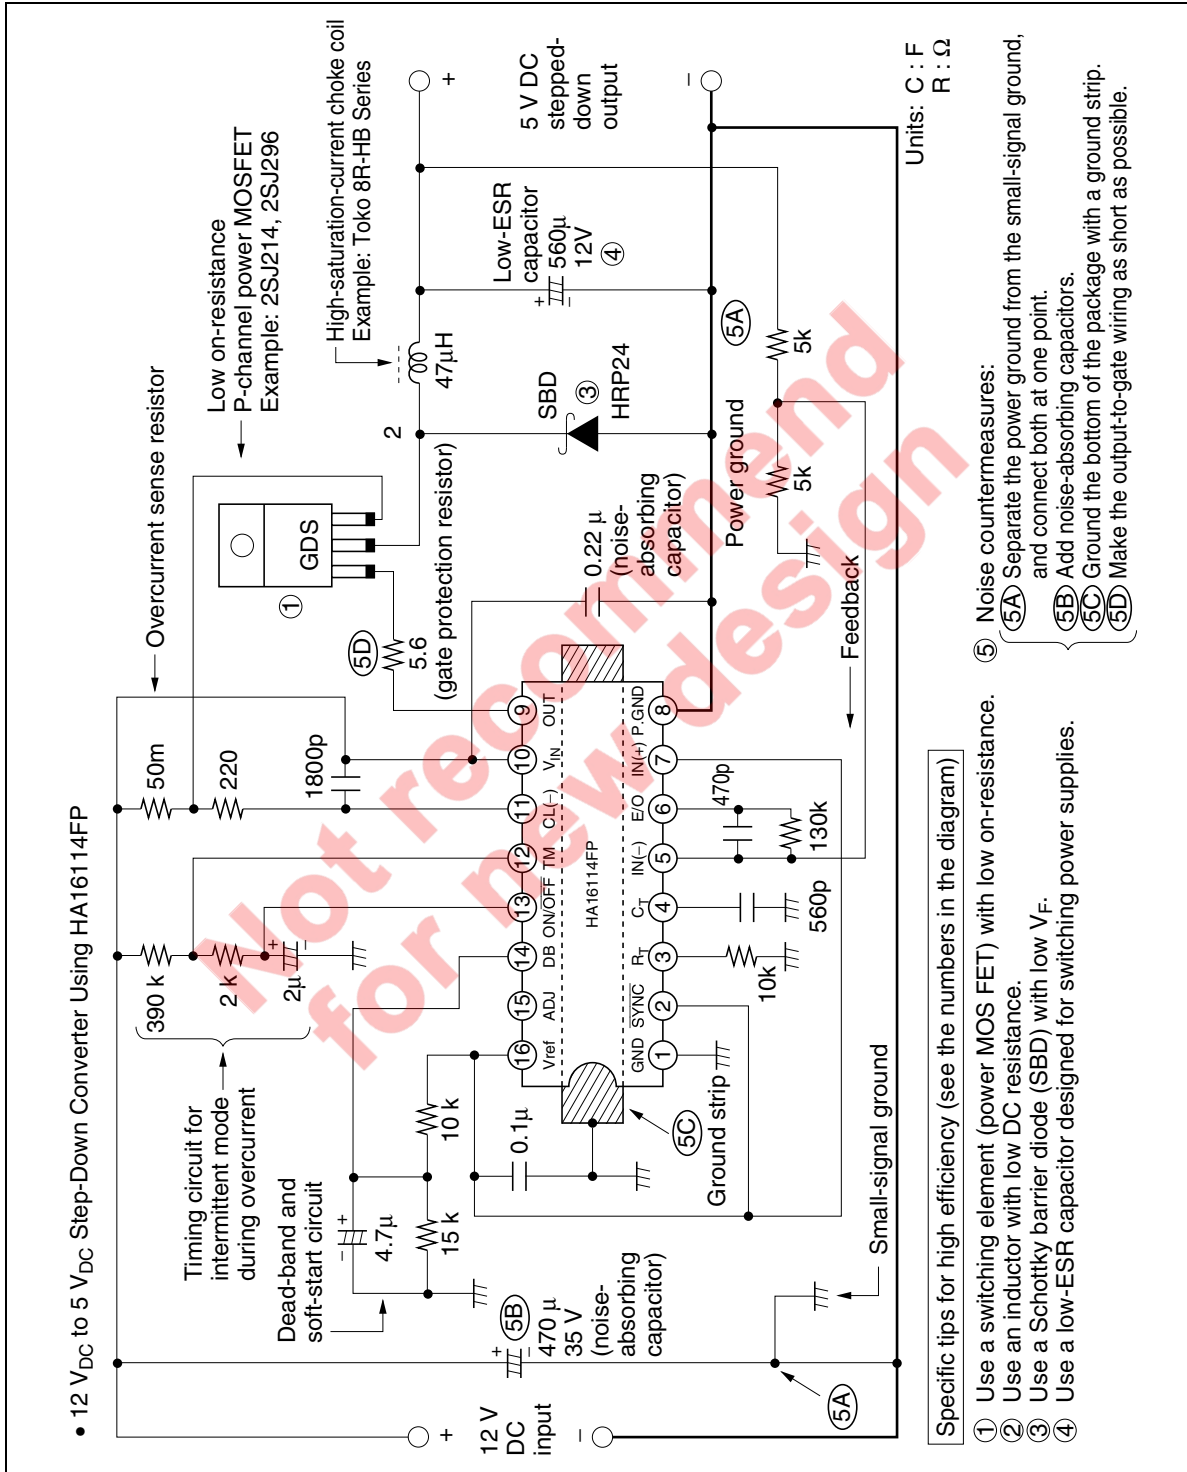 • 12 VDC to 5 VDC Step-Down Converter Using HA16114FP
12 V
DC
input
+
−
Timing circuit for
intermittent mode
during overcurrent
390 k
2 k
2μ
+
−
Dead-band and
soft-start circuit
4.7μ
−
+
15 k
10 k
0.1μ
5B
470 μ
35 V
(noise-
absorbing
capacitor)
+
−
5A
Small-signal ground
Ground strip
5C
50m
220
1800p
Overcurrent sense resistor
Low on-resistance
P-channel power MOSFET
Example: 2SJ214, 2SJ296
1
GDS
5D
5.6
(gate protection resistor)
16
15
14
13
12
11
10
9
Vref
ADJ
DB
ON/OFF
TM
CL(−)
VIN
OUT
HA16114FP
GND
SYNC
RT
CT
IN(−)
E/O
IN(+)
P.GND
1
2
3
4
5
6
7
8
10k
560p
470p
130k
0.22 μ
(noise-
absorbing
capacitor)
High-saturation-current choke coil
Example: Toko 8R-HB Series
2
47μH
SBD
3
HRP24
Low-ESR
capacitor
560μ
12V
4
+
−
5A
Power ground
5k
5k
Feedback
+
5 V DC
stepped-
down
output
−
Units: C : F
R : Ω
Not recommend
for new design
Specific tips for high efficiency (see the numbers in the diagram)
① Use a switching element (power MOS FET) with low on-resistance.
② Use an inductor with low DC resistance.
③ Use a Schottky barrier diode (SBD) with low VF.
④ Use a low-ESR capacitor designed for switching power supplies.
⑤ Noise countermeasures:
5A Separate the power ground from the small-signal ground,
and connect both at one point.
5B Add noise-absorbing capacitors.
5C Ground the bottom of the package with a ground strip.
5D Make the output-to-gate wiring as short as possible.